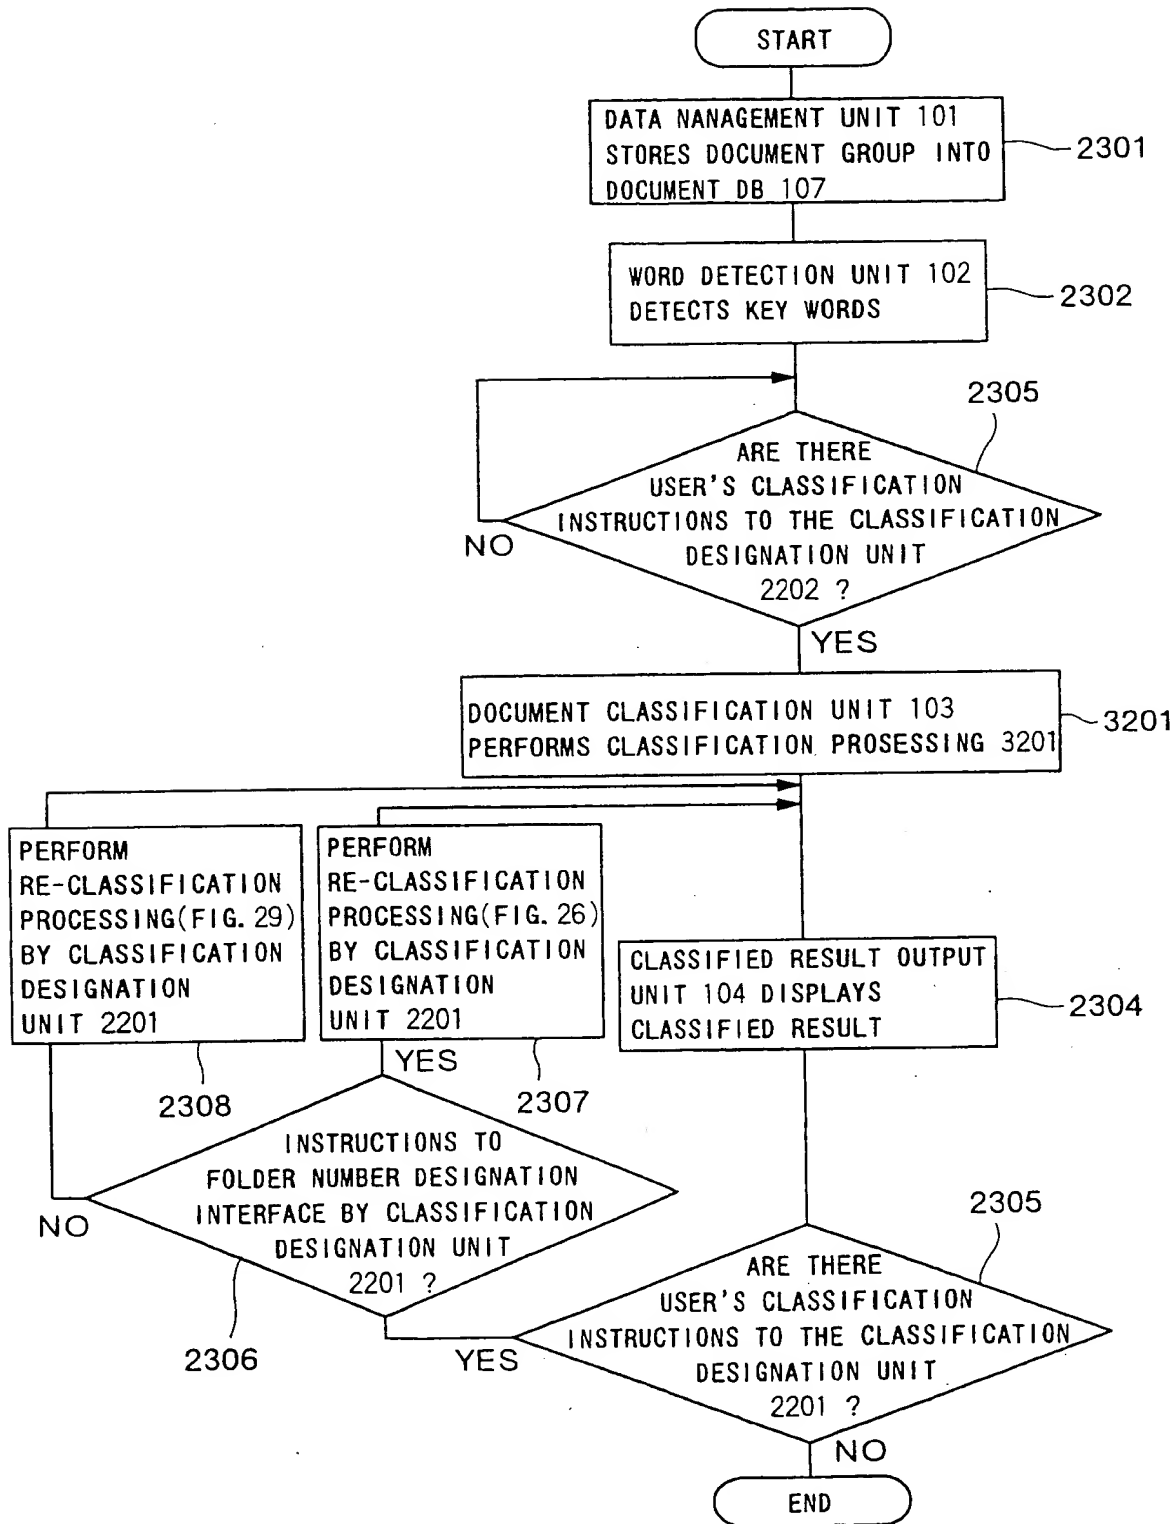 START
DATA NANAGEMENT UNIT 101
STORES DOCUMENT GROUP INTO
DOCUMENT DB 107
2301
WORD DETECTION UNIT 102
DETECTS KEY WORDS
2302
2305
ARE THERE
USER'S CLASSIFICATION
INSTRUCTIONS TO THE CLASSIFICATION
DESIGNATION UNIT
2202 ?
NO
YES
DOCUMENT CLASSIFICATION UNIT 103
PERFORMS CLASSIFICATION PROSESSING 3201
3201
PERFORM
RE-CLASSIFICATION
PROCESSING(FIG. 29)
BY CLASSIFICATION
DESIGNATION
UNIT 2201
2308
PERFORM
RE-CLASSIFICATION
PROCESSING(FIG. 26)
BY CLASSIFICATION
DESIGNATION
UNIT 2201
2307
CLASSIFIED RESULT OUTPUT
UNIT 104 DISPLAYS
CLASSIFIED RESULT
2304
YES
INSTRUCTIONS TO
FOLDER NUMBER DESIGNATION
INTERFACE BY CLASSIFICATION
DESIGNATION UNIT
2201 ?
NO
2306
2305
ARE THERE
USER'S CLASSIFICATION
INSTRUCTIONS TO THE CLASSIFICATION
DESIGNATION UNIT
2201 ?
YES
NO
END